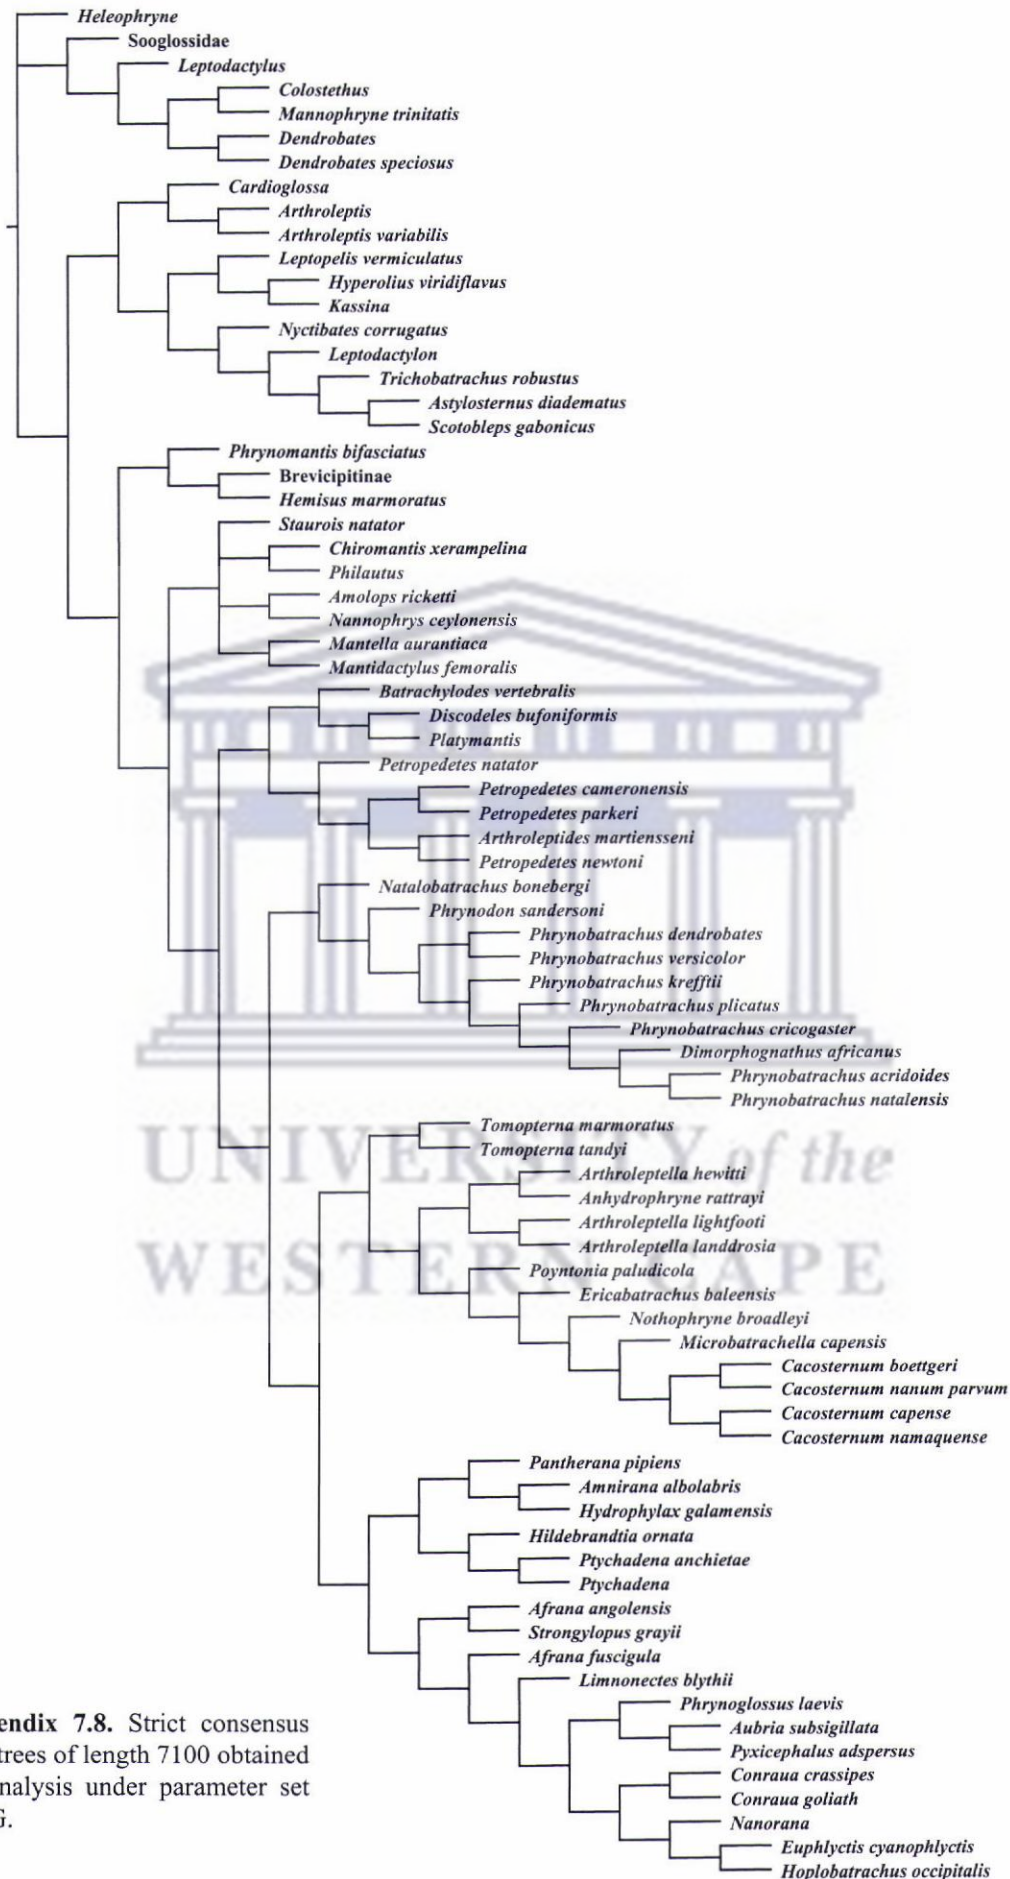 Heleophryne
Sooglossidae
Leptodactylus
Colostethus
Mannophryne trinitatis
Dendrobates
Dendrobates speciosus
Cardioglossa
Arthroleptis
Arthroleptis variabilis
Leptopelis vermiculatus
Hyperolius viridiflavus
Kassina
Nyctibates corrugatus
Leptodactylon
Trichobatrachus robustus
Astylosternus diadematus
Scotobleps gabonicus
Phrynomantis bifasciatus
Brevicipitinae
Hemisus marmoratus
Staurois natator
Chiromantis xerampelina
Philautus
Amolops ricketti
Nannophrys ceylonensis
Mantella aurantiaca
Mantidactylus femoralis
Batrachylodes vertebralis
Discodeles bufoniformis
Platymantis
Petropedetes natator
Petropedetes cameronensis
Petropedetes parkeri
Arthroleptides martiensseni
Petropedetes newtoni
Natalobatrachus bonebergi
Phrynodon sandersoni
Phrynobatrachus dendrobates
Phrynobatrachus versicolor
Phrynobatrachus krefftii
Phrynobatrachus plicatus
Phrynobatrachus cricogaster
Dimorphognathus africanus
Phrynobatrachus acridoides
Phrynobatrachus natalensis
Tomopterna marmoratus
UNIVERSITY of the
Tomopterna tandyi
Arthroleptella hewitti
Anhydrophryne rattrayi
Arthroleptella lightfooti
Arthroleptella landdrosia
WESTERN CAPE
Poyntonia paludicola
Ericabatrachus baleensis
Nothophryne broadleyi
Microbatrachella capensis
Cacosternum boettgeri
Cacosternum nanum parvum
Cacosternum capense
Cacosternum namaquense
Pantherana pipiens
Amnirana albolabris
Hydrophylax galamensis
Hildebrandtia ornata
Ptychadena anchietae
Ptychadena
Afrana angolensis
Strongylopus grayii
Afrana fuscigula
Limnonectes blythii
Phrynoglossus laevis
Aubria subsigillata
Pyxicephalus adspersus
Conraua crassipes
Conraua goliath
Nanorana
Euphlyctis cyanophlyctis
Hoplobatrachus occipitalis
endix 7.8. Strict consensus
trees of length 7100 obtained
nalysis under parameter set
G.